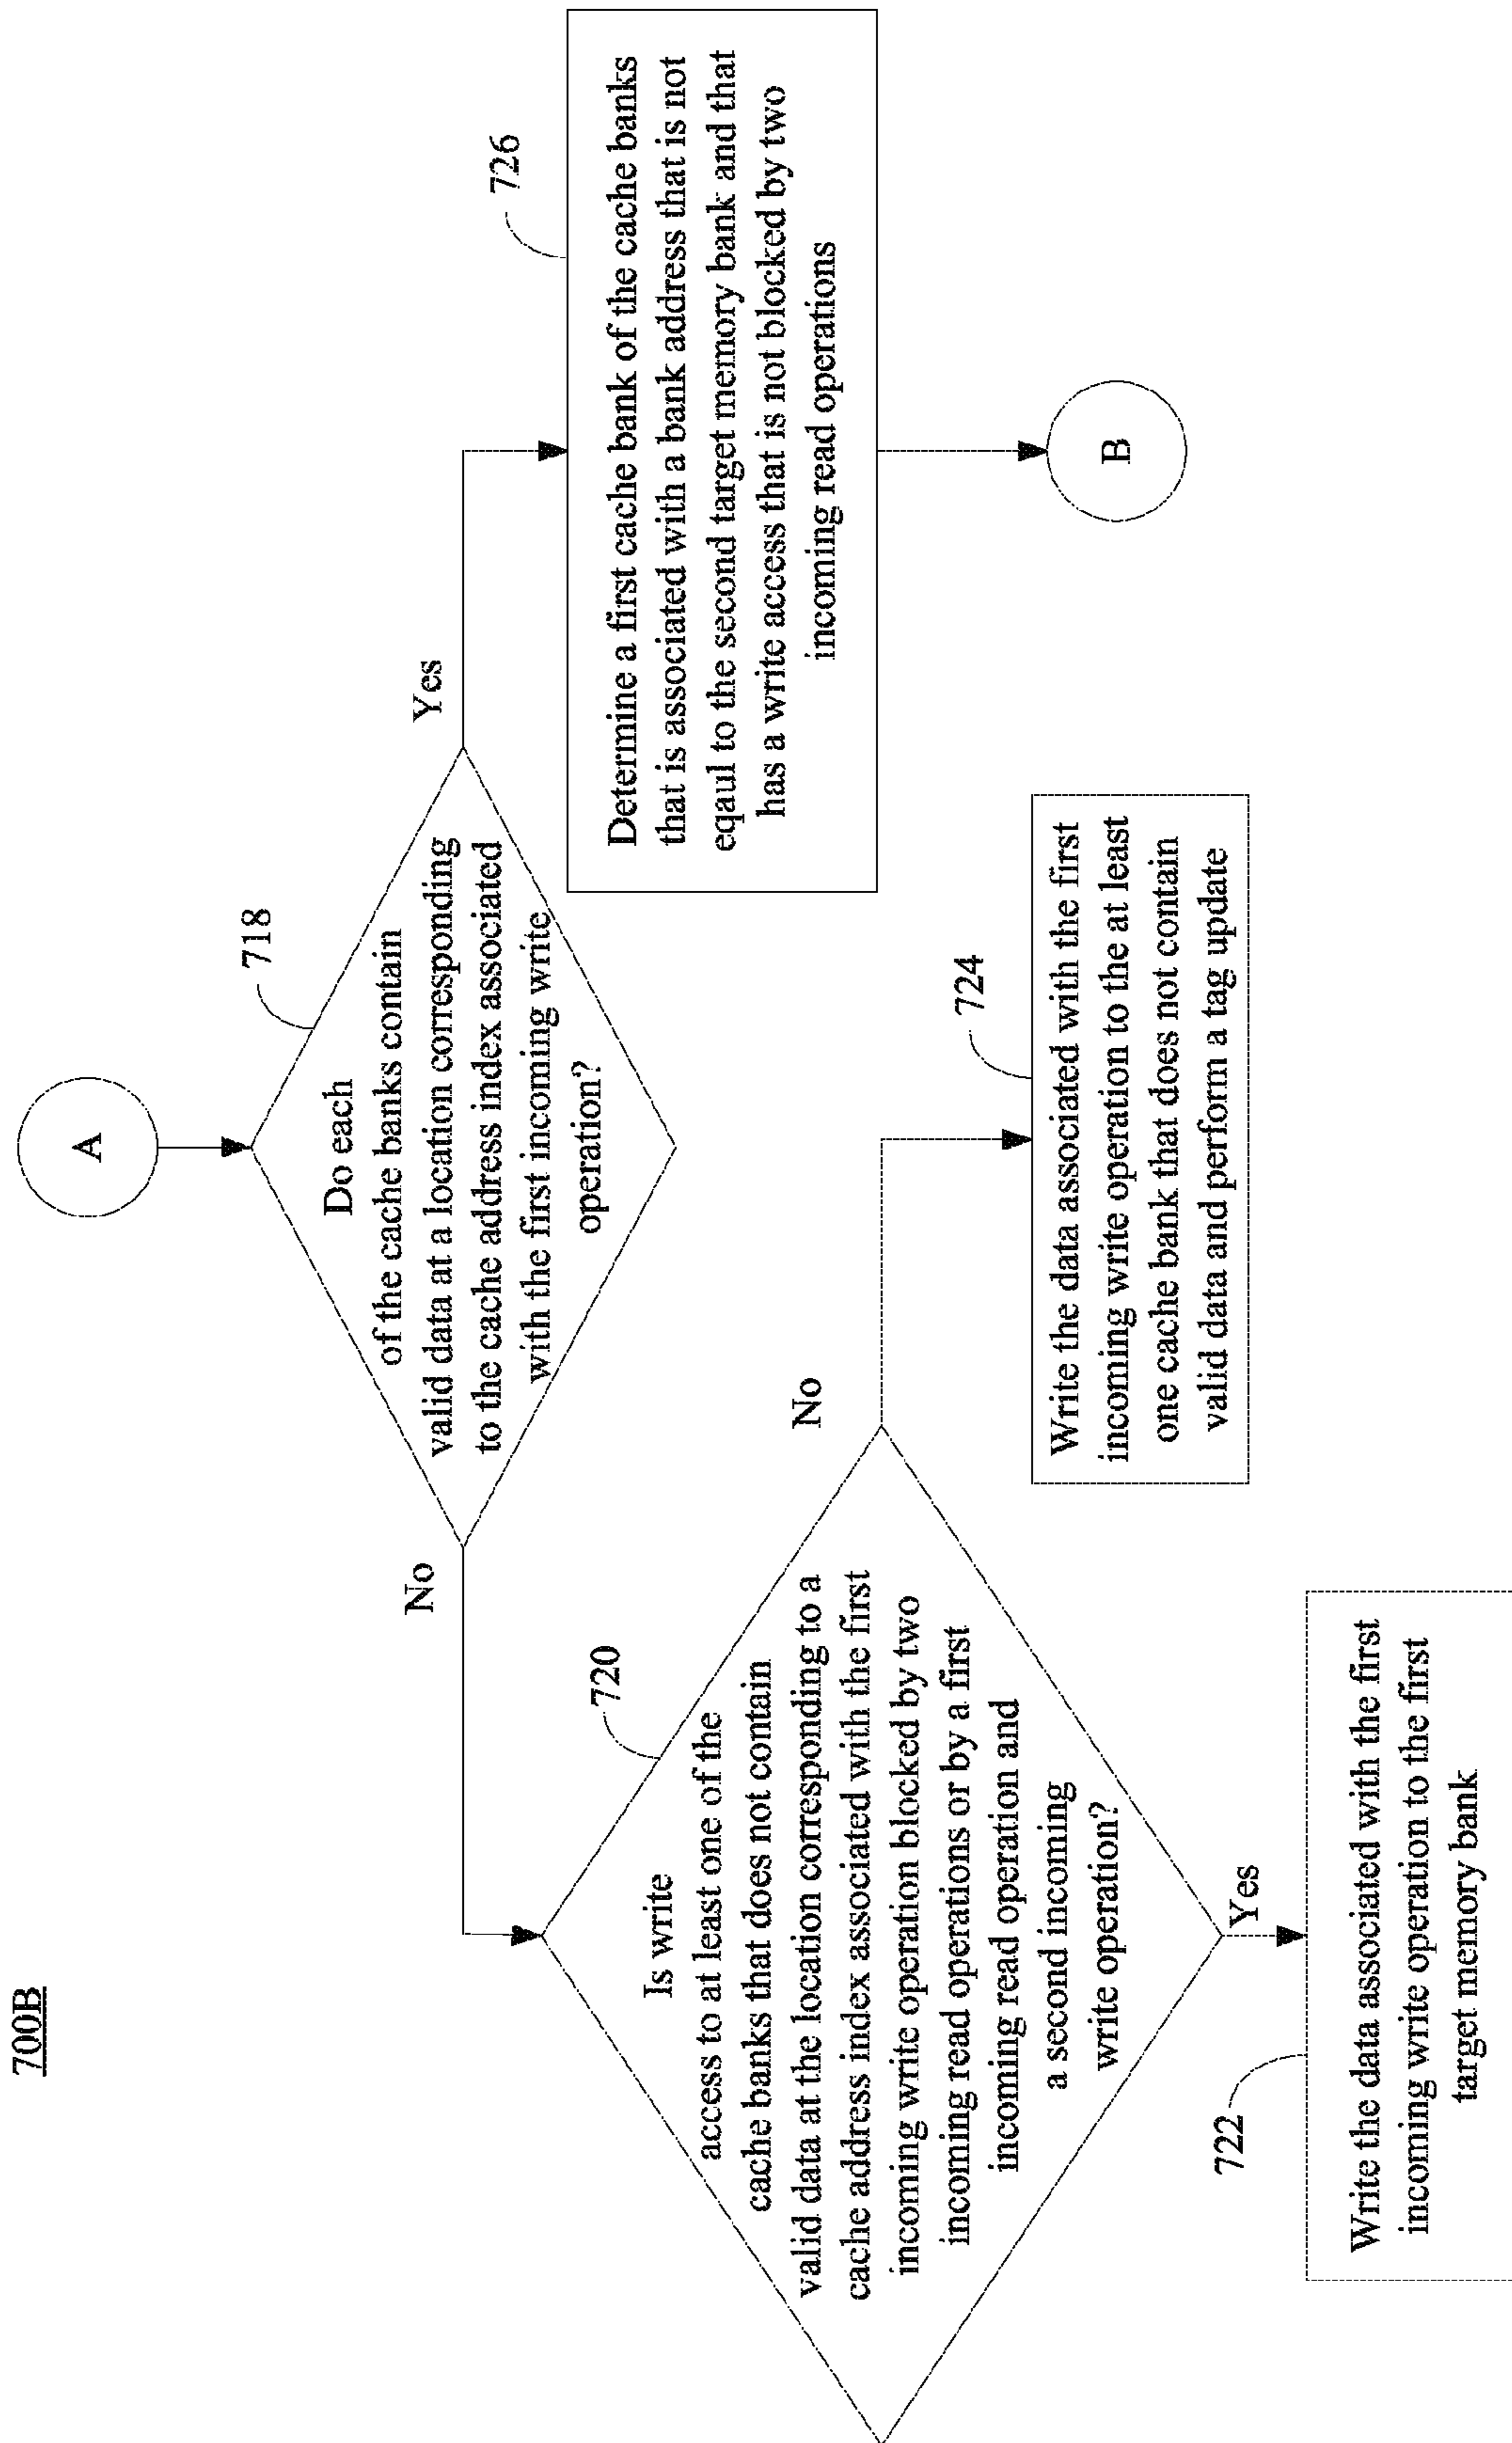 700B
A
718
Do each
of the cache banks contain
valid data at a location corresponding
to the cache address index associated
with the first incoming write
operation?
No
Yes
720
Is write
access to at least one of the
cache banks that does not contain
valid data at the location corresponding to a
cache address index associated with the first
incoming write operation blocked by two
incoming read operations or by a first
incoming read operation and
a second incoming
write operation?
No
Yes
722
Write the data associated with the first
incoming write operation to the first
target memory bank
724
Write the data associated with the first
incoming write operation to the at least
one cache bank that does not contain
valid data and perform a tag update
726
Determine a first cache bank of the cache banks
that is associated with a bank address that is not
eqaul to the second target memory bank and that
has a write access that is not blocked by two
incoming read operations
B